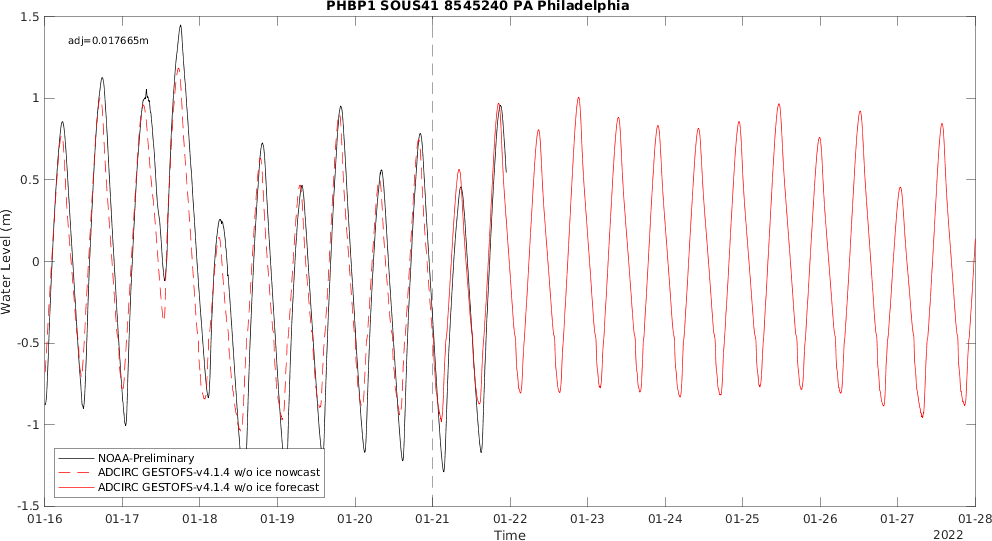 PHBP1 SOUS41 8545240 PA Philadelphia
adj=0.017665m
1.5
1
0.5
0
-0.5
-1
-1.5
Water Level (m)
NOAA-Preliminary
ADCIRC GESTOFS-v4.1.4 w/o ice nowcast
ADCIRC GESTOFS-v4.1.4 w/o ice forecast
01-16 01-17 01-18 01-19 01-20 01-21 01-22 01-23 01-24 01-25 01-26 01-27 01-28
Time
2022